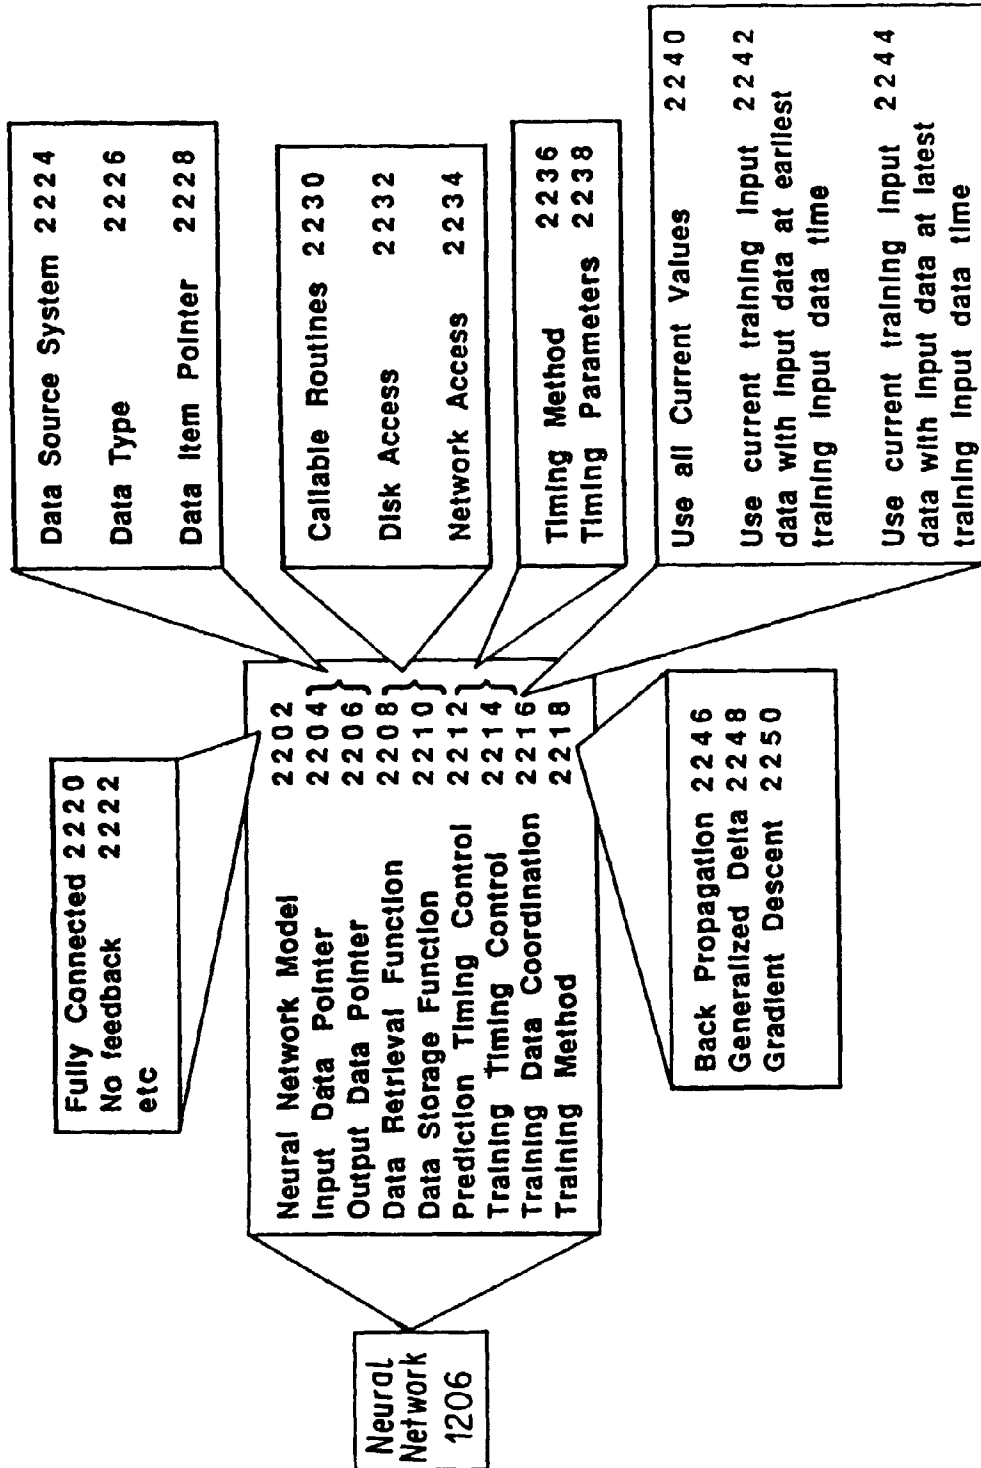 Neural
Network
1206
Neural Network Model 2202
Input Data Pointer 2204
Output Data Pointer 2206
Data Retrieval Function 2208
Data Storage Function 2210
Prediction Timing Control 2212
Training Timing Control 2214
Training Data Coordination 2216
Training Method 2218
Fully Connected 2220
No feedback 2222
etc
Data Source System 2224
Data Type 2226
Data Item Pointer 2228
Callable Routines 2230
Disk Access 2232
Network Access 2234
Timing Method 2236
Timing Parameters 2238
Use all Current Values 2240
Use current training Input 2242
data with Input data at earliest
training Input data time
Use current training Input 2244
data with Input data at latest
training Input data time
Back Propagation 2246
Generalized Delta 2248
Gradient Descent 2250